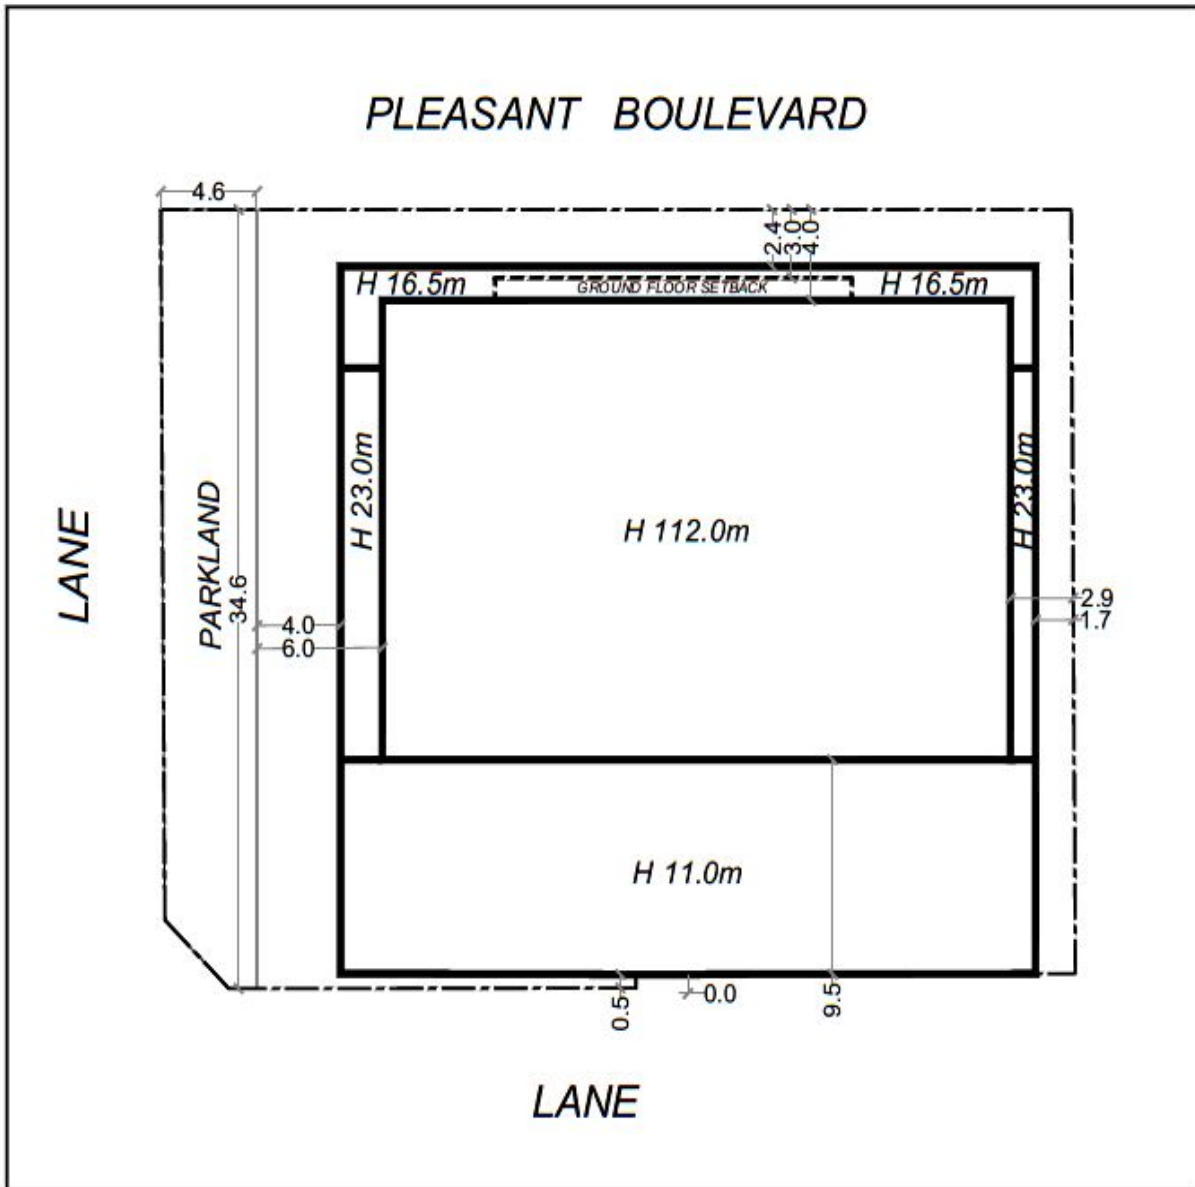 PLEASANT BOULEVARD
4.6
2.4
3.0
4.0
H 16.5m
GROUND FLOOR SETBACK
H 16.5m
H 23.0m
H 23.0m
H 112.0m
LANE
PARKLAND
34.6
4.0
6.0
2.9
1.7
H 11.0m
0.5
0.0
9.5
LANE